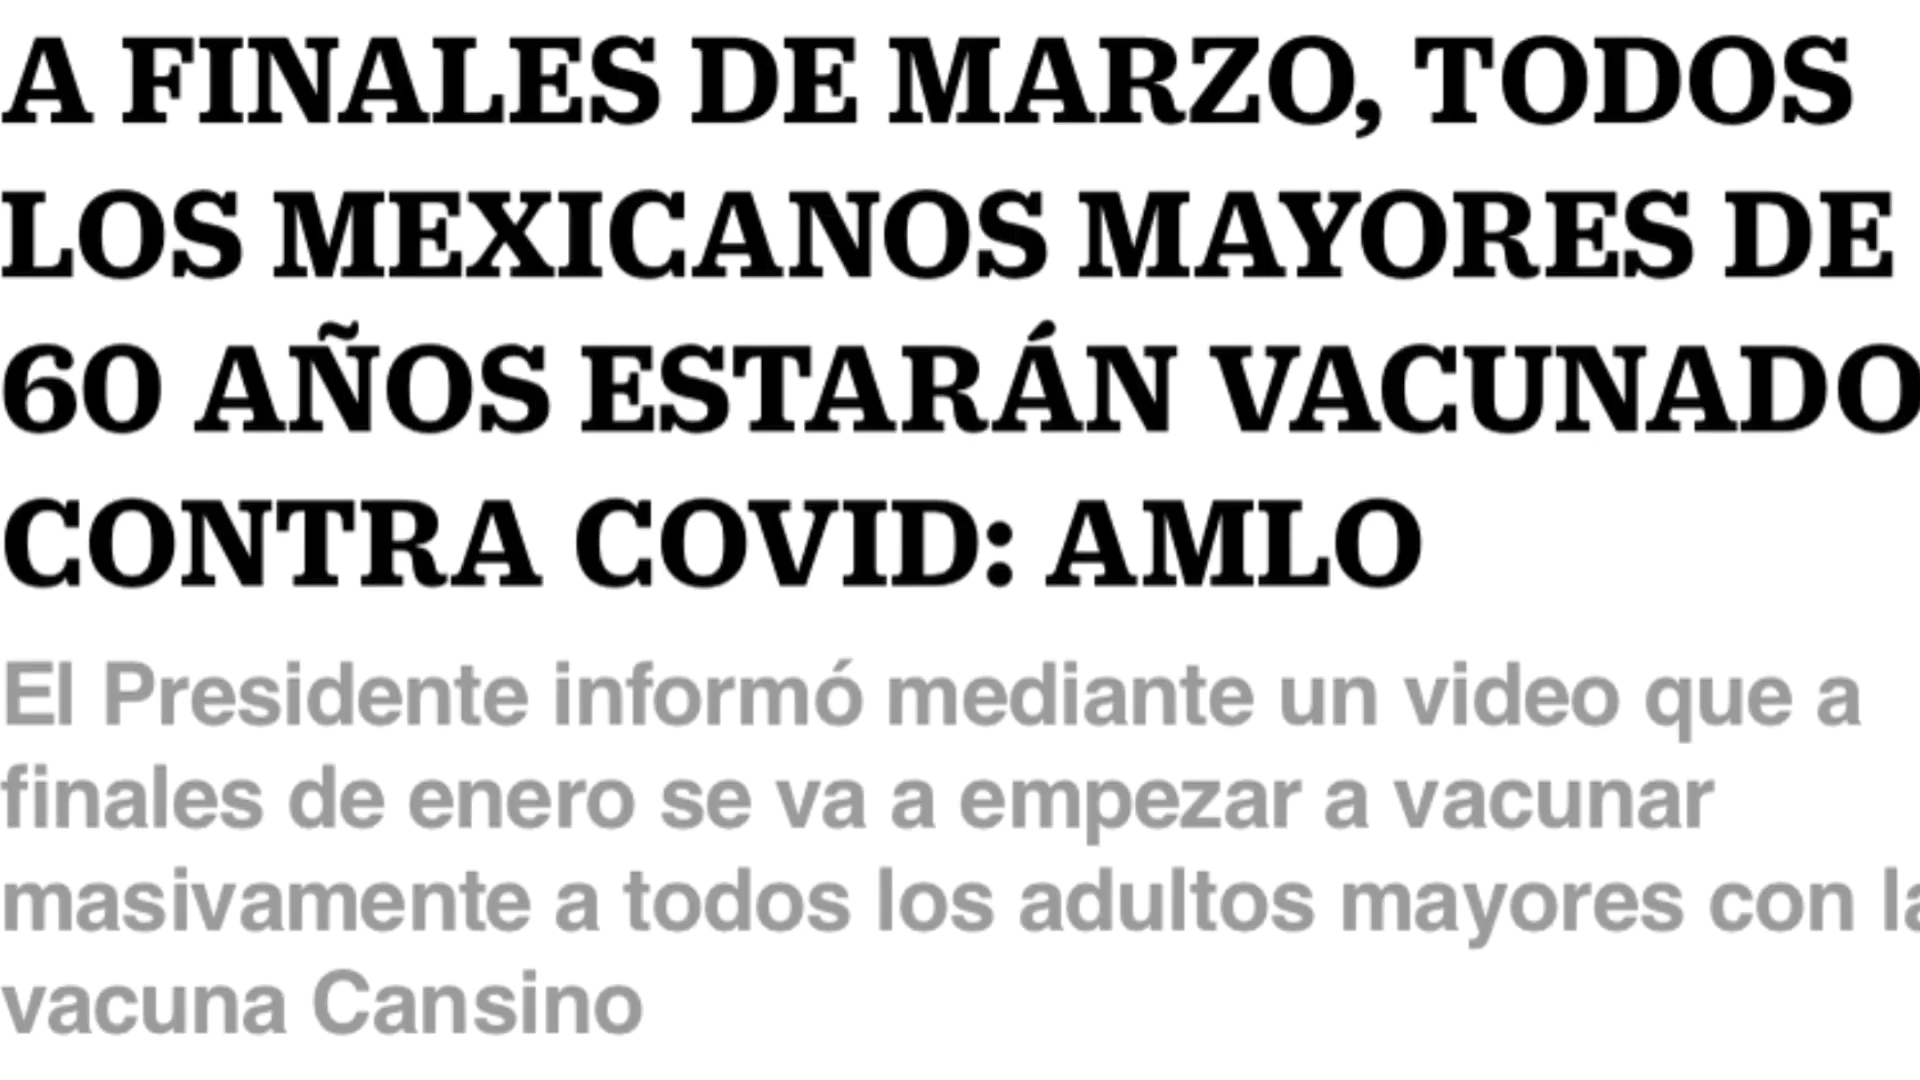 A FINALES DE MARZO, TODOS
LOS MEXICANOS MAYORES DE
60 AÑOS ESTARÁN VACUNADO
CONTRA COVID: AMLO
El Presidente informó mediante un video que a
finales de enero se va a empezar a vacunar
masivamente a todos los adultos mayores con la
vacuna Cansino